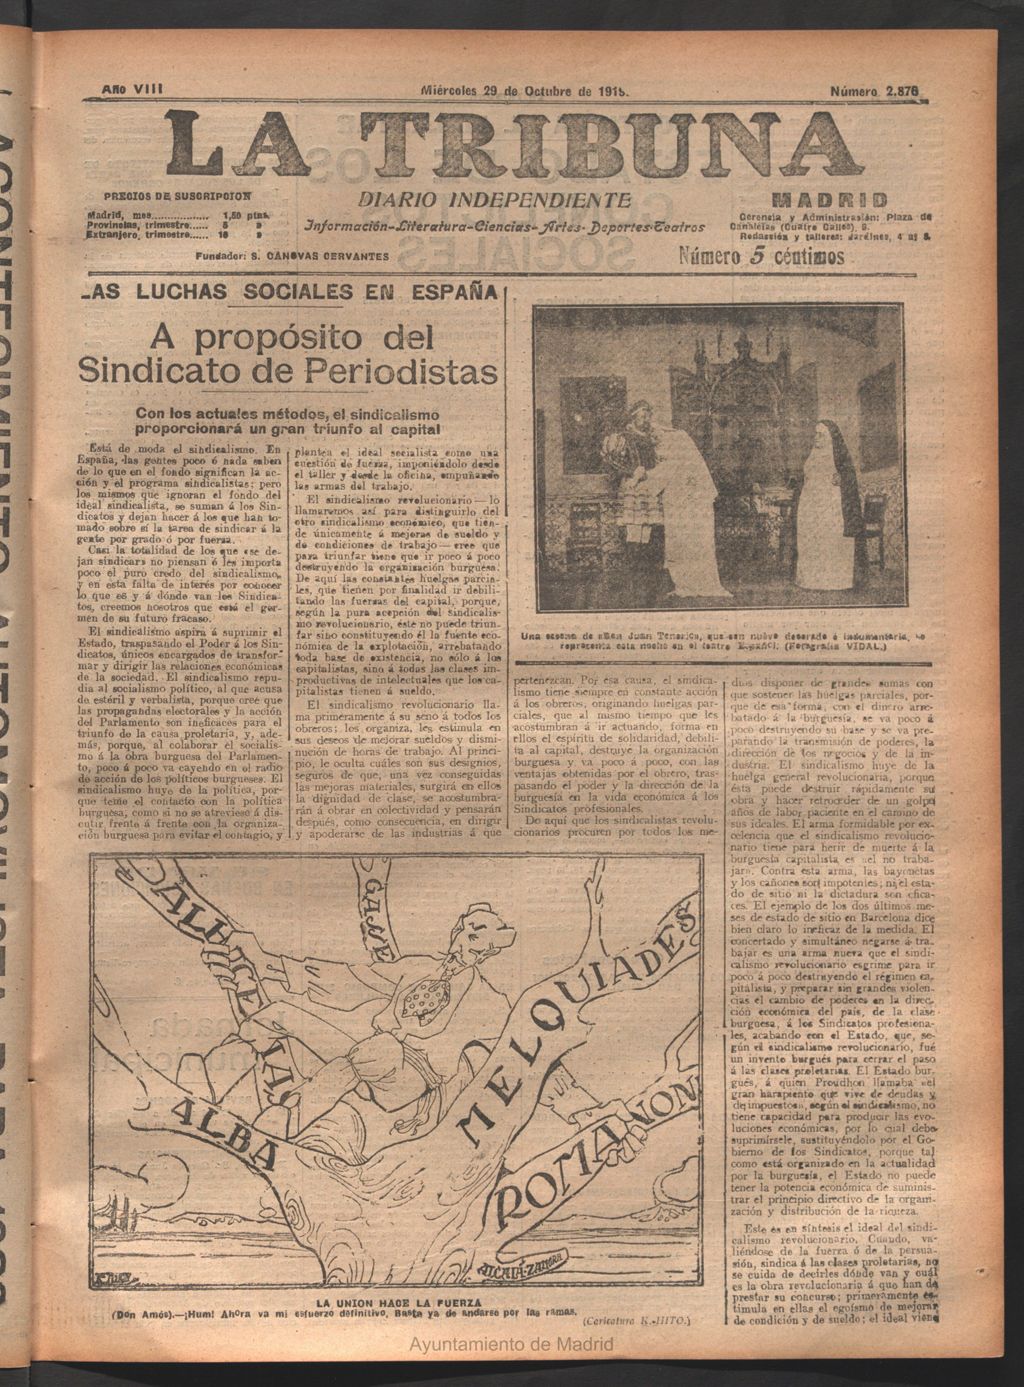 Año VIII
Miércoles 29 de Octubre de 191
Número 2.876
LA TRIBUNA
PRECIOS DE SUSCRIPCION
Madrid, mes................ 1,50 ptas.
Provincias, trimestre..... 5 »
Extranjero, trimestre...... 10 »
Fundador: S. CÁNOVAS CERVANTES
DIARIO INDEPENDIENTE
Información-Literatura-Ciencias-Artes-Deportes-Teatros
MADRID
Gerencia y Administración: Plaza de
Canalejas (Cuatro Calles), 6.
Redacción y talleres: Jardines, 4 al 8.
Número 5 céntimos
LAS LUCHAS SOCIALES EN ESPAÑA
A propósito del
Sindicato de Periodistas
Con los actuales métodos, el sindicalismo
proporcionará un gran triunfo al capital
Está de moda el sindicalismo. En
España, las gentes poco ó nada saben
de lo que en el fondo significan la ac-
ción y el programa sindicalistas; pero
los mismos que ignoran el fondo del
ideal sindicalista, se suman á los Sin-
dicatos y dejan hacer á los que han to-
mado sobre sí la tarea de sindicar á la
gente por grado ó por fuerza.
Casi la totalidad de los que «se de-
jan sindicar» no piensan ó les importa
poco el puro credo del sindicalismo,
y en esta falta de interés por conocer
lo que es y á dónde van los Sindica-
tos, creemos nosotros que está el ger-
men de su futuro fracaso.
El sindicalismo aspira á suprimir el
Estado, traspasando el Poder á los Sin-
dicatos, únicos encargados de transfor-
mar y dirigir las relaciones económicas
de la sociedad. El sindicalismo repu-
dia al socialismo político, al que acusa
de estéril y verbalista, porque cree que
las propagandas electorales y la acción
del Parlamento son ineficaces para el
triunfo de la causa proletaria, y, ade-
más, porque, al colaborar el socialis-
mo á la obra burguesa del Parlamen-
to, poco á poco va cayendo en el radio
de acción de los políticos burgueses. El
sindicalismo huye de la política, por-
que teme el contacto con la política
burguesa, como si no se atreviese á dis-
cutir frente á frente con la organiza-
ción burguesa para evitar el contagio, y
plantea el ideal socialista como una
cuestión de fuerza, imponiéndolo desde
el taller y desde la oficina, empuñando
las armas del trabajo.
El sindicalismo revolucionario—lo
llamaremos así para distinguirlo del
otro sindicalismo económico, que tien-
de únicamente á mejoras de sueldo y
de condiciones de trabajo—cree que
para triunfar tiene que ir poco á poco
destruyendo la organización burguesa.
De aquí las constantes huelgas parcia-
les, que tienen por finalidad ir debili-
tando las fuerzas del capital, porque,
según la pura acepción del Sindicalis-
mo revolucionario, éste no puede triun-
far sino constituyendo él la fuente eco-
nómica de la explotación, arrebatando
toda base de existencia, no sólo á los
capitalistas, sino á todas las clases im-
productivas de intelectuales que los ca-
pitalistas tienen á sueldo.
El sindicalismo revolucionario lla-
ma primeramente á su seno á todos los
obreros; los organiza, les estimula en
sus deseos de mejorar sueldos y dismi-
nución de horas de trabajo. Al princi-
pio, le oculta cuáles son sus designios,
seguros de que, una vez conseguidas
las mejoras materiales, surgirá en ellos
la dignidad de clase, se acostumbra-
rán á obrar en colectividad y pensarán
después, como consecuencia, en dirigir
y apoderarse de las industrias á que
Una escena de «Don Juan Tenorio», que con nuevo decorado é indumentaria, se
representa esta noche en el teatro Español. (Fotografía VIDAL.)
pertenezcan. Por esa causa, el sindica-
lismo tiene siempre en constante acción
á los obreros, originando huelgas par-
ciales, que al mismo tiempo que les
acostumbran á ir actuando, forma en
ellos el espíritu de solidaridad, debili-
ta al capital, destruye la organización
burguesa y va poco á poco, con las
ventajas obtenidas por el obrero, tras-
pasando el poder y la dirección de la
burguesía en la vida económica á los
Sindicatos profesionales.
De aquí que los sindicalistas revolu-
cionarios procuren por todos los me-
dios disponer de grandes sumas con
que sostener las huelgas parciales, por-
que de esa forma, con el dinero arre-
batado á la burguesía, se va poco á
poco destruyendo su base y se va pre-
parando la transmisión de poderes, la
dirección de los negocios y de la in-
dustria. El sindicalismo huye de la
huelga general revolucionaria, porque
ésta puede destruir rápidamente su
obra y hacer retroceder de un golpe
años de labor paciente en el camino de
sus ideales. El arma formidable por ex-
celencia que el sindicalismo revolucio-
nario tiene para herir de muerte á la
burguesía capitalista es «el no traba-
jar». Contra esta arma, las bayonetas
y los cañones son impotentes; ni el esta-
do de sitio ni la dictadura son efica-
ces. El ejemplo de los dos últimos me-
ses de estado de sitio en Barcelona dice
bien claro lo ineficaz de la medida. El
concertado y simultáneo negarse á tra-
bajar es una arma nueva que el sindi-
calismo revolucionario esgrime para ir
poco á poco destruyendo el régimen ca-
pitalista, y preparar sin grandes violen-
cias el cambio de poderes en la direc-
ción económica del país, de la clase
burguesa, á los Sindicatos profesiona-
les, acabando con el Estado, que, se-
gún el sindicalismo revolucionario, fué
un invento burgués para cerrar el paso
á las clases proletarias. El Estado bur-
gués, á quien Proudhon llamaba «el
gran harapiento que vive de deudas y
de impuestos», según el sindicalismo, no
tiene capacidad para producir las evo-
luciones económicas, por lo cual debe
suprimírsele, sustituyéndolo por el Go-
bierno de los Sindicatos, porque tal
como está organizado en la actualidad
por la burguesía, el Estado no puede
tener la potencia económica de suminis-
trar el principio directivo de la organi-
zación y distribución de la riqueza.
Este es en síntesis el ideal del sindi-
calismo revolucionario. Cuando, va-
liéndose de la fuerza ó de la persua-
sión, sindica á las clases proletarias, no
se cuida de decirles dónde van y cuál
es la obra revolucionaria á que han de
prestar su concurso; primeramente es-
timula en ellas el egoísmo de mejorar
de condición y de sueldo; el ideal viene
GASSET
ALBA
MELQUIADES
ROMANON
ALCALÁ-ZAMORA
K-HITO
LA UNION HACE LA FUERZA
(Don Amós).—¡Hum! Ahora va mi esfuerzo definitivo. Basta ya de andarse por las ramas.
(Caricatura K-HITO.)
Ayuntamiento de Madrid